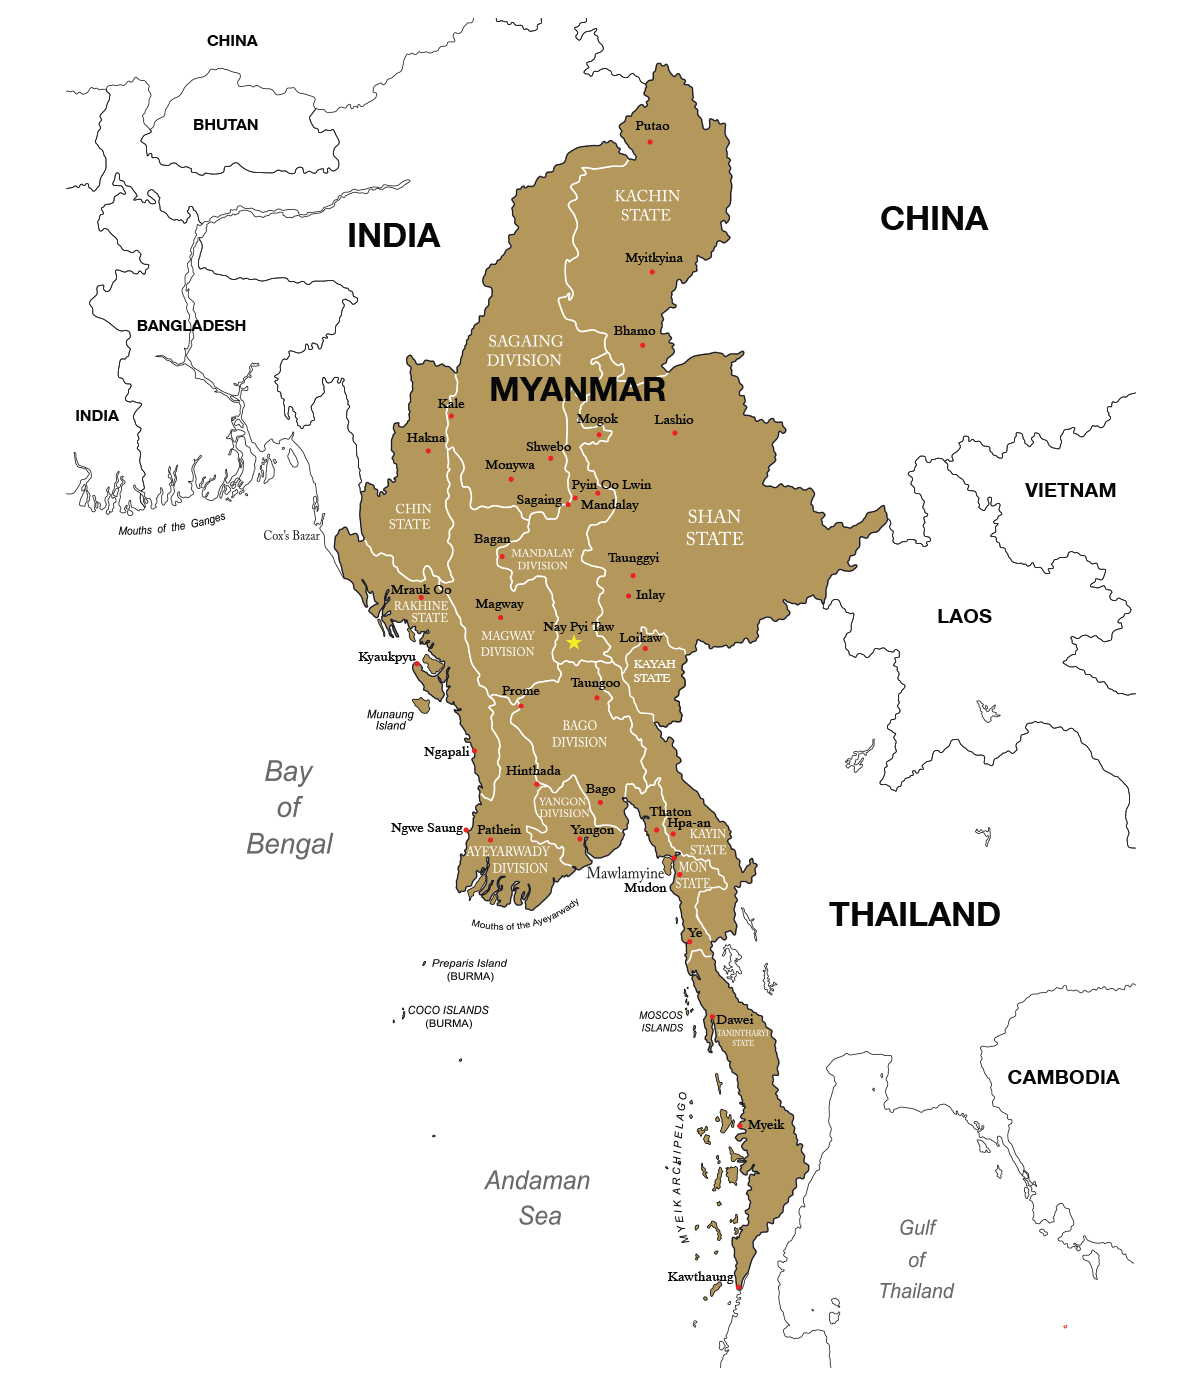 CHINA
BHUTAN
Putao
KACHIN
STATE
INDIA
CHINA
Myitkyina
BANGLADESH
Bhamo
SAGAING
DIVISION
MYANMAR
INDIA
Kale
Mogok
Lashio
Hakna
Shwebo
Monywa
VIETNAM
Pyin Oo Lwin
Sagaing
Mandalay
CHIN
STATE
SHAN
STATE
Mouths of the Ganges
Cox's Bazar
Bagan
MANDALAY
DIVISION
Taunggyi
Mrauk Oo
Inlay
RAKHINE
STATE
Magway
LAOS
Nay Pyi Taw
MAGWAY
DIVISION
Loikaw
Kyaukpyu
KAYAH
STATE
Taungoo
Prome
Munaung
Island
BAGO
DIVISION
Ngapali
Bay
of
Bengal
Hinthada
Bago
YANGON
DIVISION
Thaton
Hpa-an
Ngwe Saung
Pathein
Yangon
KAYIN
STATE
AYEYARWADY
DIVISION
Mawlamyine
MON
STATE
Mudon
Mouths of the Ayeyarwady
THAILAND
Ye
Preparis Island
(BURMA)
COCO ISLANDS
(BURMA)
MOSCOS
ISLANDS
Dawei
TANINTHARYI
STATE
CAMBODIA
MYEIK ARCHIPELAGO
Myeik
Andaman
Sea
Gulf
of
Thailand
Kawthaung